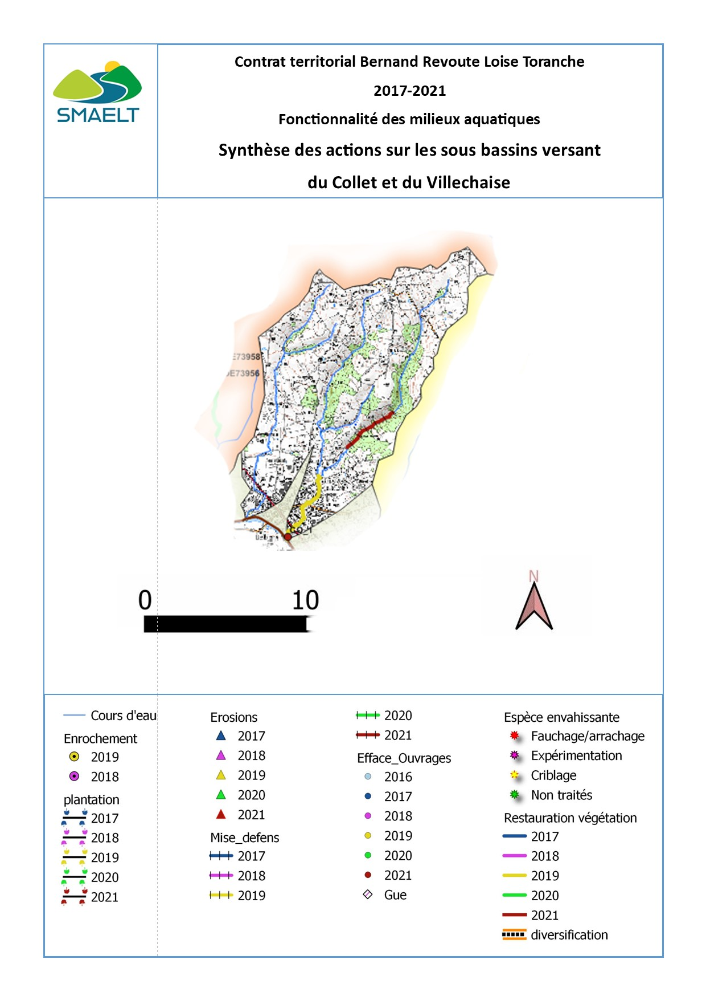 SMAELT
Contrat territorial Bernand Revoute Loise Toranche
2017-2021
Fonctionnalité des milieux aquatiques
Synthèse des actions sur les sous bassins versant
du Collet et du Villechaise
E73958
E73956
0 10
N
Cours d'eau
Enrochement
2019
2018
plantation
2017
2018
2019
2020
2021
Erosions
2017
2018
2019
2020
2021
Mise_defens
2017
2018
2019
2020
2021
Efface_Ouvrages
2016
2017
2018
2019
2020
2021
Gue
Espèce envahissante
Fauchage/arrachage
Expérimentation
Criblage
Non traités
Restauration végétation
2017
2018
2019
2020
2021
diversification